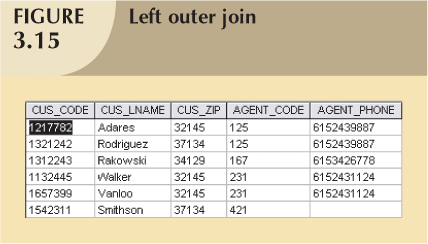 FIGURE 3.15
Left outer join
CUS_CODE CUS_LNAME CUS_ZIP AGENT_CODE AGENT_PHONE
1217782 Adares 32145 125 6152439887
1321242 Rodriguez 37134 125 6152439887
1312243 Rakowski 34129 167 6153426778
1132445 Walker 32145 231 6152431124
1657399 Vanloo 32145 231 6152431124
1542311 Smithson 37134 421